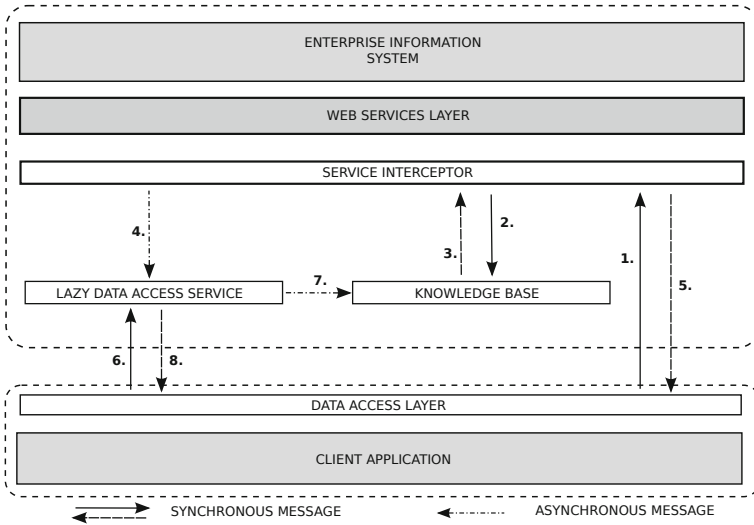 ENTERPRISE INFORMATION
SYSTEM
WEB SERVICES LAYER
SERVICE INTERCEPTOR
4.
3.
2.
1.
5.
LAZY DATA ACCESS SERVICE
7.
KNOWLEDGE BASE
6.
8.
DATA ACCESS LAYER
CLIENT APPLICATION
SYNCHRONOUS MESSAGE
ASYNCHRONOUS MESSAGE